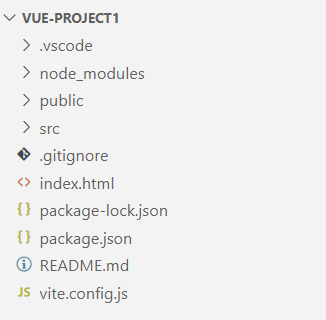 VUE-PROJECT1
.vscode
node_modules
public
src
.gitignore
<> index.html
{ } package-lock.json
{ } package.json
README.md
JS vite.config.js